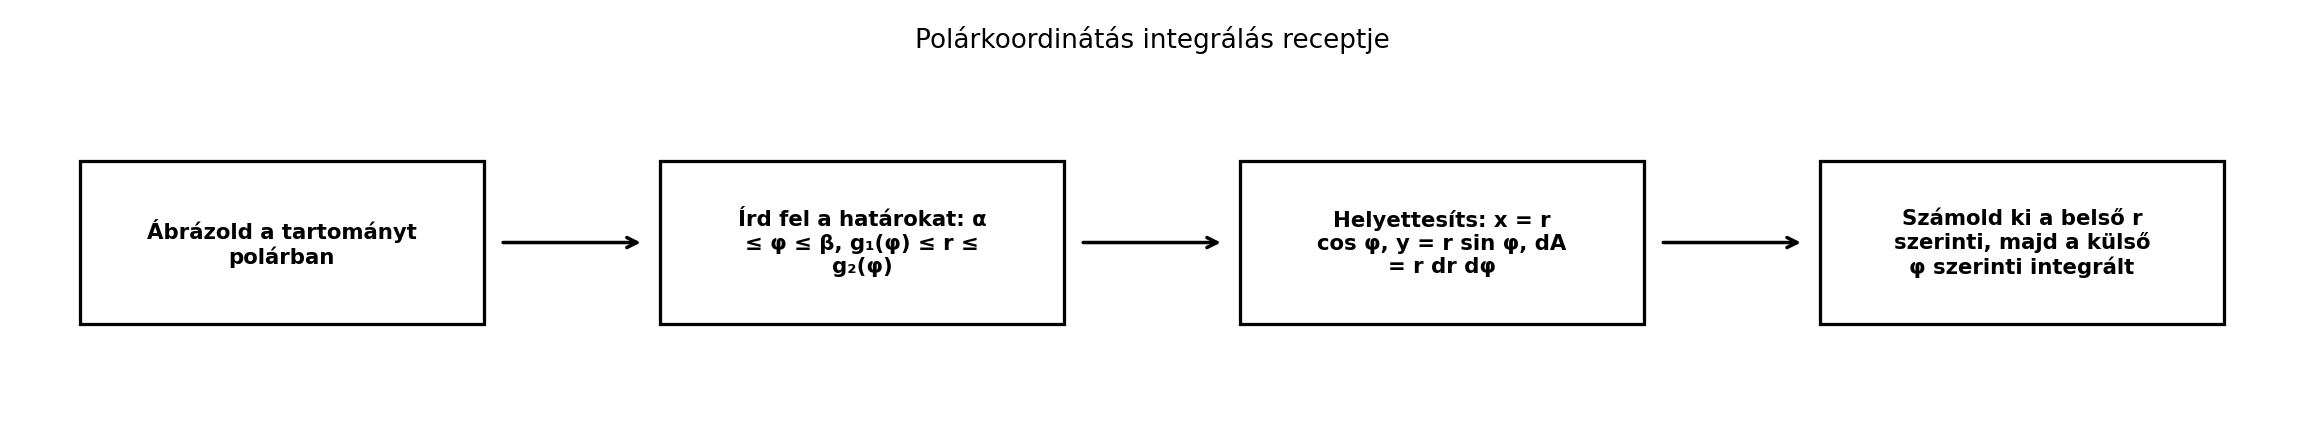 Polárkoordinátás integrálás receptje
Ábrázold a tartományt
polárban
Írd fel a határokat: α
≤ φ ≤ β, g₁(φ) ≤ r ≤
g₂(φ)
Helyettesíts: x = r
cos φ, y = r sin φ, dA
= r dr dφ
Számold ki a belső r
szerinti, majd a külső
φ szerinti integrált